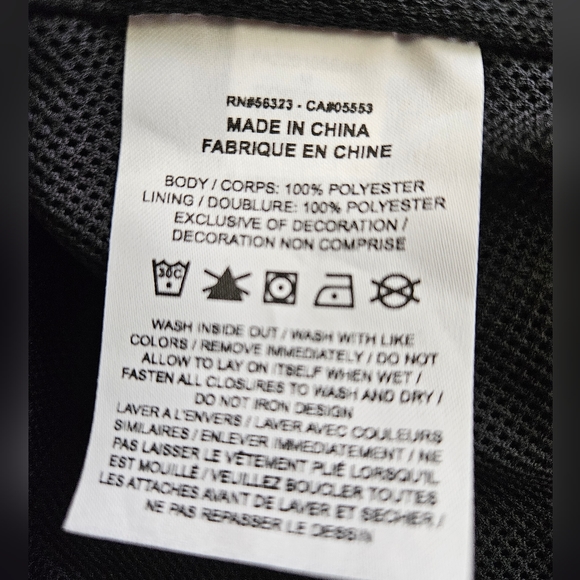 RN#56323 - CA#05553
MADE IN CHINA
FABRIQUE EN CHINE
BODY / CORPS: 100% POLYESTER
LINING / DOUBLURE: 100% POLYESTER
EXCLUSIVE OF DECORATION /
DECORATION NON COMPRISE
30C
WASH INSIDE OUT / WASH WITH LIKE
COLORS / REMOVE IMMEDIATELY / DO NOT
ALLOW TO LAY ON ITSELF WHEN WET /
FASTEN ALL CLOSURES TO WASH AND DRY /
DO NOT IRON DESIGN
LAVER A L'ENVERS / LAVER AVEC COULEURS
SIMILAIRES / ENLEVER IMMEDIATEMENT / NE
PAS LAISSER LE VÊTEMENT PLIÉ LORSQU'IL
EST MOUILLÉ / VEUILLEZ BOUCLER TOUTES
LES ATTACHES AVANT DE LAVER ET SECHER /
NE PAS REPASSER LE DESSIN